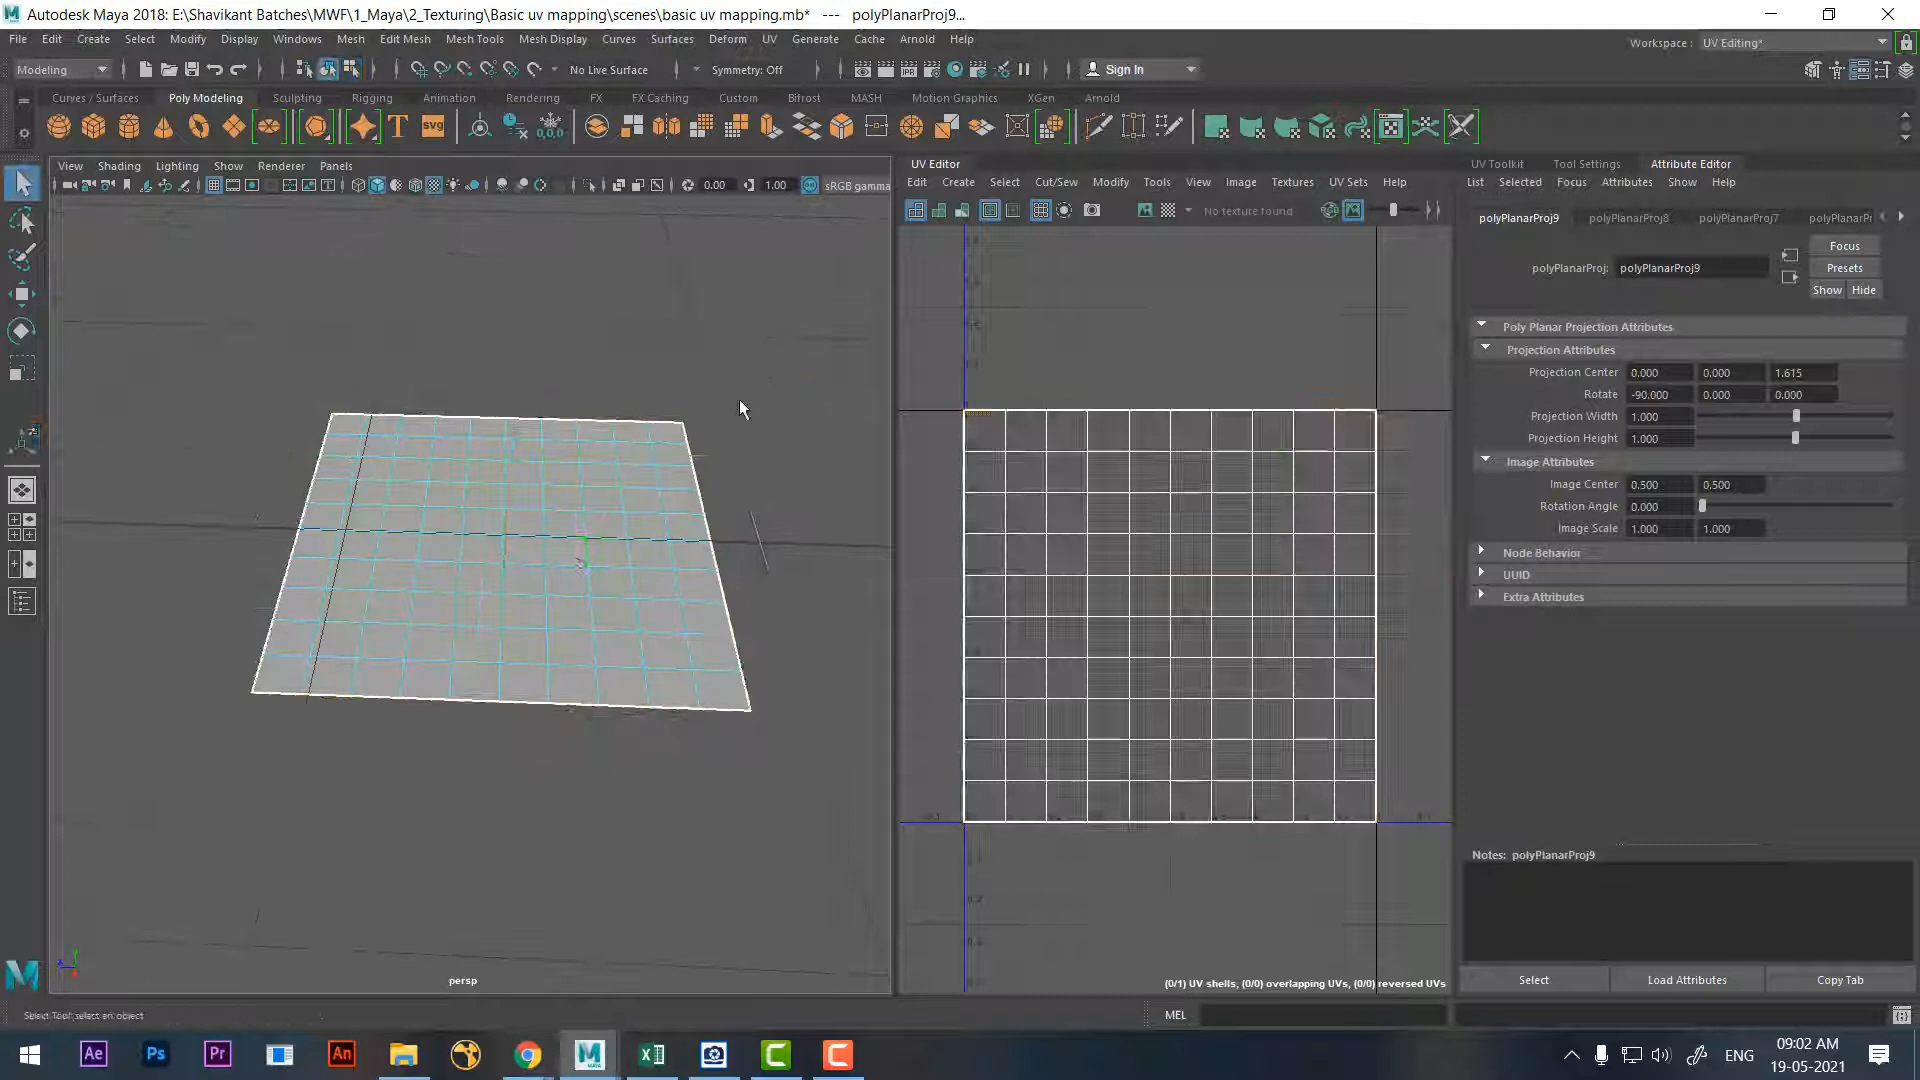 Autodesk Maya 2018: E:\Shavikant Batches\MWF\1_Maya\2_Texturing\Basic uv mapping\scenes\basic uv mapping.mb* --- polyPlanarProj9...
File Edit Create Select Modify Display Windows Mesh Edit Mesh Mesh Tools Mesh Display Curves Surfaces Deform UV Generate Cache Arnold Help
Workspace : UV Editing*
Modeling No Live Surface Symmetry: Off Sign In
Curves / Surfaces Poly Modeling Sculpting Rigging Animation Rendering FX FX Caching Custom Bifrost MASH Motion Graphics XGen Arnold
View Shading Lighting Show Renderer Panels
0.00 1.00 sRGB gamma
persp
UV Editor
Edit Create Select Cut/Sew Modify Tools View Image Textures UV Sets Help
No texture found
(0/1) UV shells, (0/0) overlapping UVs, (0/0) reversed UVs
UV Toolkit Tool Settings Attribute Editor
List Selected Focus Attributes Show Help
polyPlanarProj9 polyPlanarProj8 polyPlanarProj7 polyPlanarPr
Focus
polyPlanarProj: polyPlanarProj9
Presets
Show Hide
Poly Planar Projection Attributes
Projection Attributes
Projection Center 0.000 0.000 1.615
Rotate -90.000 0.000 0.000
Projection Width 1.000
Projection Height 1.000
Image Attributes
Image Center 0.500 0.500
Rotation Angle 0.000
Image Scale 1.000 1.000
Node Behavior
UUID
Extra Attributes
Notes: polyPlanarProj9
Select Load Attributes Copy Tab
Select Tool: select an object
MEL
Ae Ps Pr An
ENG
09:02 AM
19-05-2021